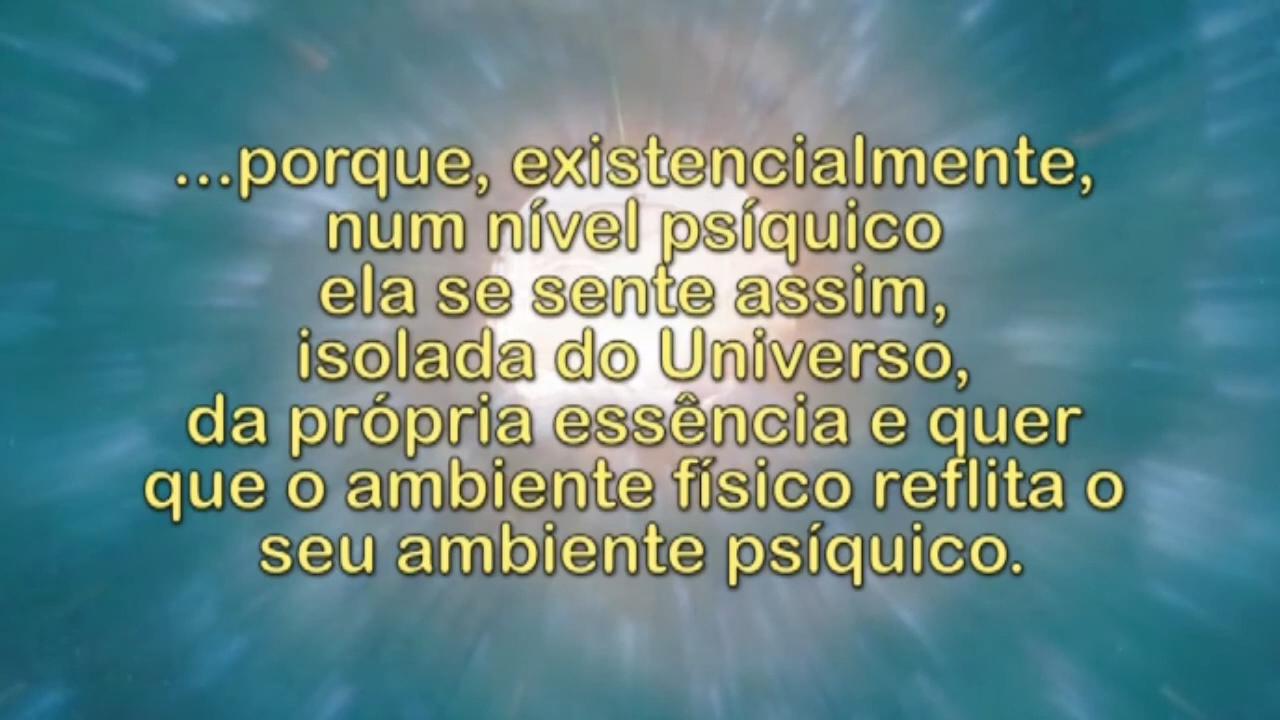 ...porque, existencialmente,
num nível psíquico
ela se sente assim,
isolada do Universo,
da própria essência e quer
que o ambiente físico reflita o
seu ambiente psíquico.